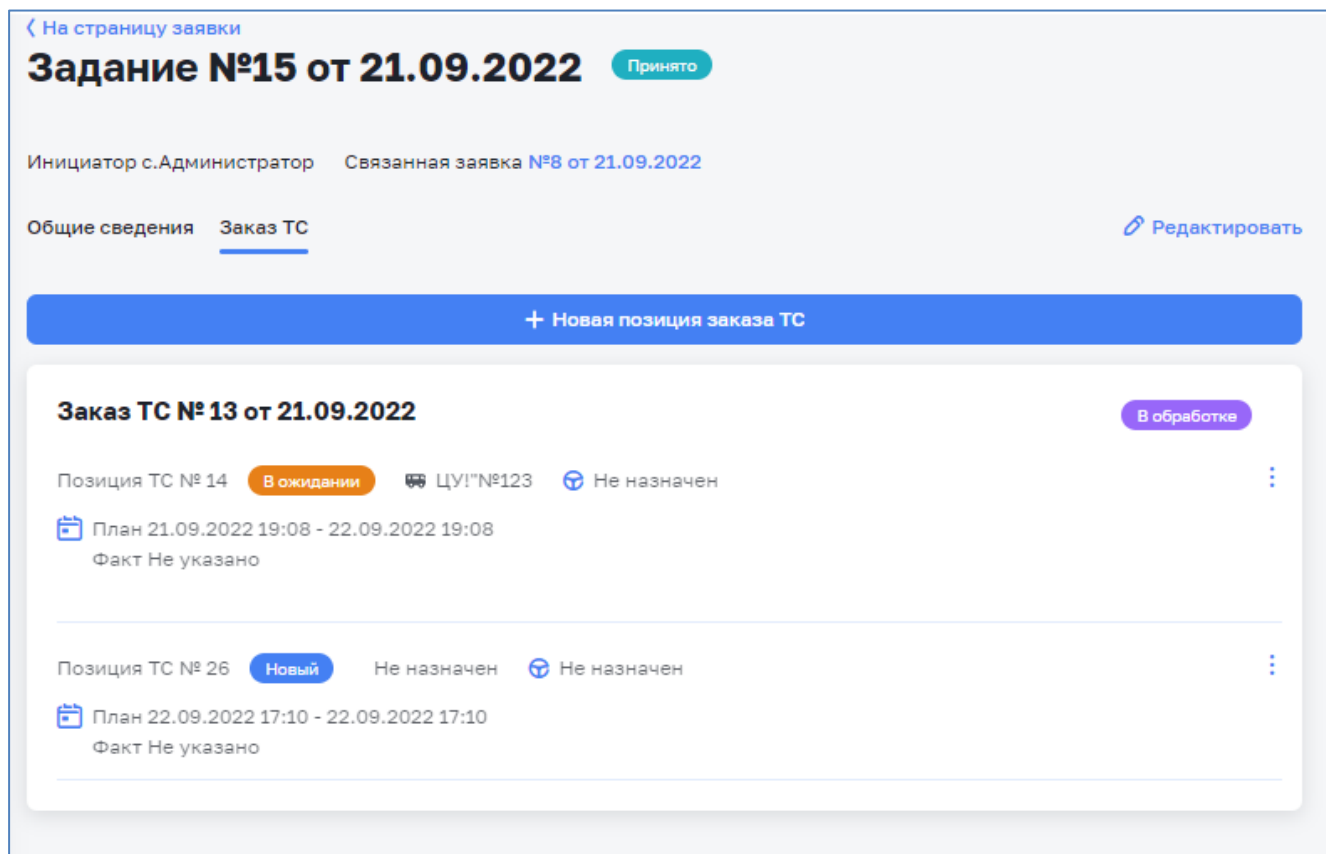 На страницу заявки
Задание №15 от 21.09.2022 Принято
Инициатор с.Администратор Связанная заявка №8 от 21.09.2022
Общие сведения Заказ ТС Редактировать
+ Новая позиция заказа ТС
Заказ ТС № 13 от 21.09.2022 В обработке
Позиция ТС № 14 В ожидании ЦУ!"№123 Не назначен
План 21.09.2022 19:08 - 22.09.2022 19:08
Факт Не указано
Позиция ТС № 26 Новый Не назначен Не назначен
План 22.09.2022 17:10 - 22.09.2022 17:10
Факт Не указано